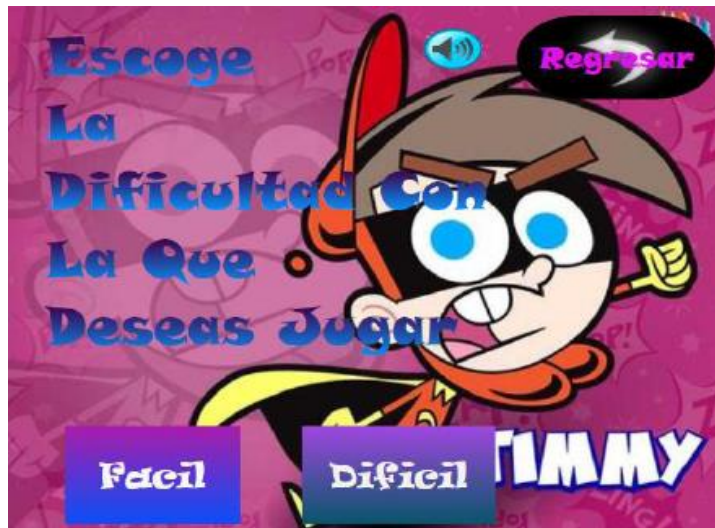 Escoge
Regresar
La
Dificultad Con
La Que
Deseas Jugar
TIMMY
Facil
Dificil